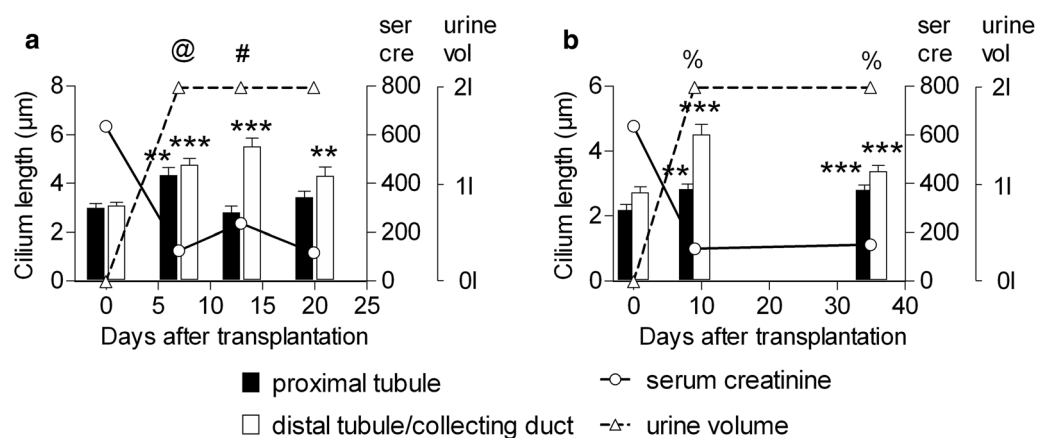 a
@
#
ser cre
urine vol
8
6
4
2
0
Cilium length (µm)
**
***
***
**
800
600
400
200
0
2l
1l
0l
0 5 10 15 20 25
Days after transplantation
b
%
%
ser cre
urine vol
6
4
2
0
Cilium length (µm)
**
***
***
***
800
600
400
200
0
2l
1l
0l
0 10 20 30 40
Days after transplantation
proximal tubule
serum creatinine
distal tubule/collecting duct
urine volume